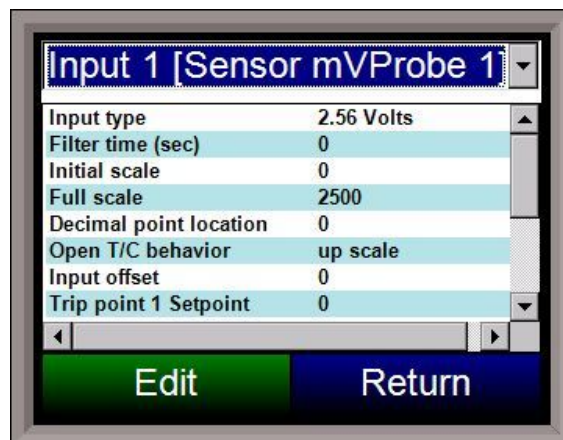 Input 1 [Sensor mVProbe 1]
Input type 2.56 Volts
Filter time (sec) 0
Initial scale 0
Full scale 2500
Decimal point location 0
Open T/C behavior up scale
Input offset 0
Trip point 1 Setpoint 0
Edit Return